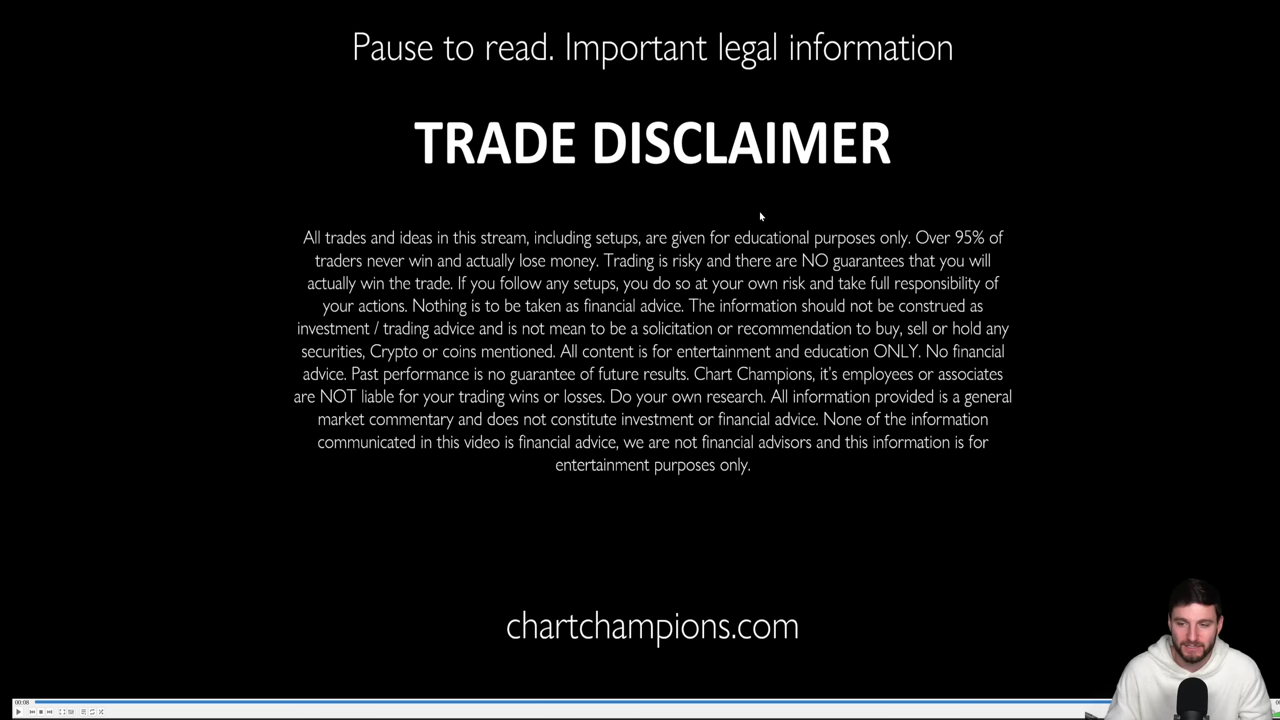 Pause to read. Important legal information
TRADE DISCLAIMER
All trades and ideas in this stream, including setups, are given for educational purposes only. Over 95% of
traders never win and actually lose money. Trading is risky and there are NO guarantees that you will
actually win the trade. If you follow any setups, you do so at your own risk and take full responsibility of
your actions. Nothing is to be taken as financial advice. The information should not be construed as
investment / trading advice and is not mean to be a solicitation or recommendation to buy, sell or hold any
securities, Crypto or coins mentioned. All content is for entertainment and education ONLY. No financial
advice. Past performance is no guarantee of future results. Chart Champions, it's employees or associates
are NOT liable for your trading wins or losses. Do your own research. All information provided is a general
market commentary and does not constitute investment or financial advice. None of the information
communicated in this video is financial advice, we are not financial advisors and this information is for
entertainment purposes only.
chartchampions.com
00:08